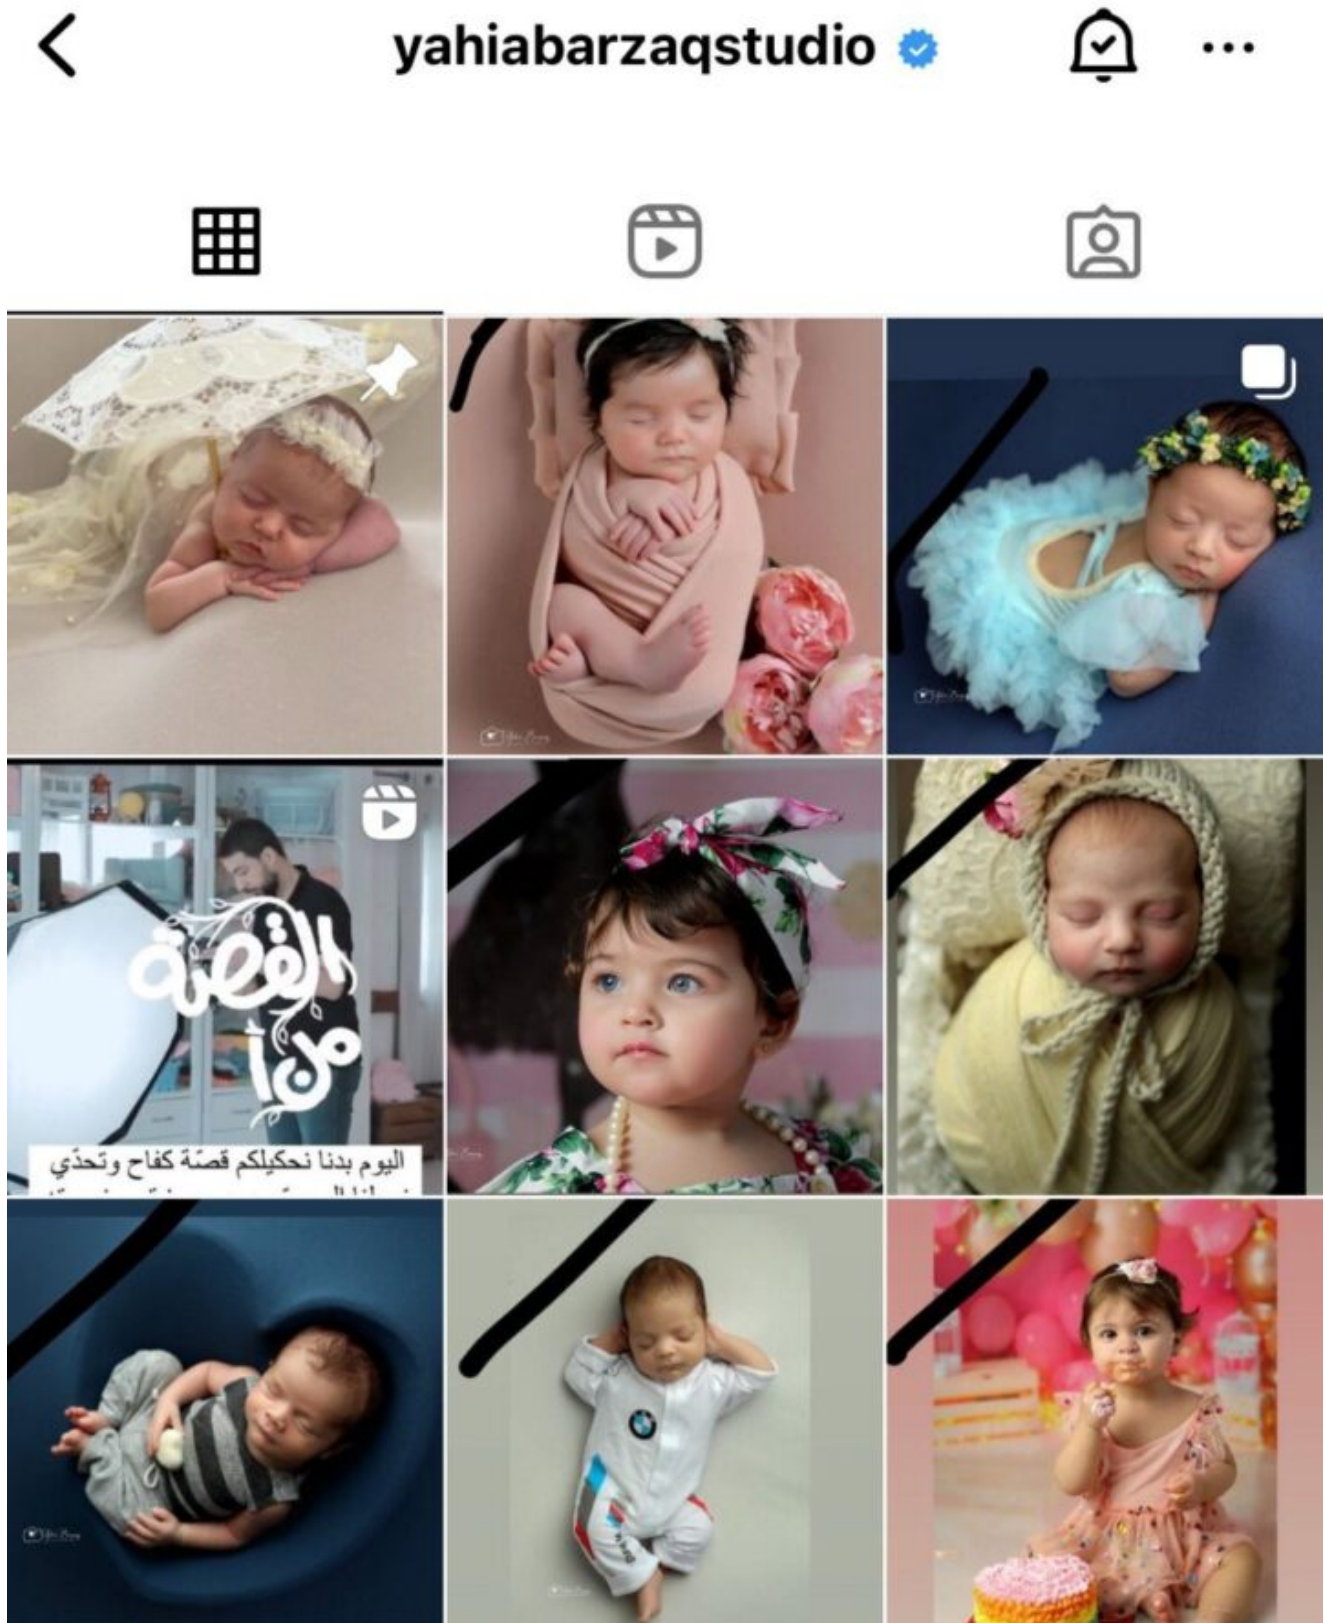 yahiabarzaqstudio
القصة
من أ
اليوم بدنا نحكيلكم قصّة كفاح وتحدّي